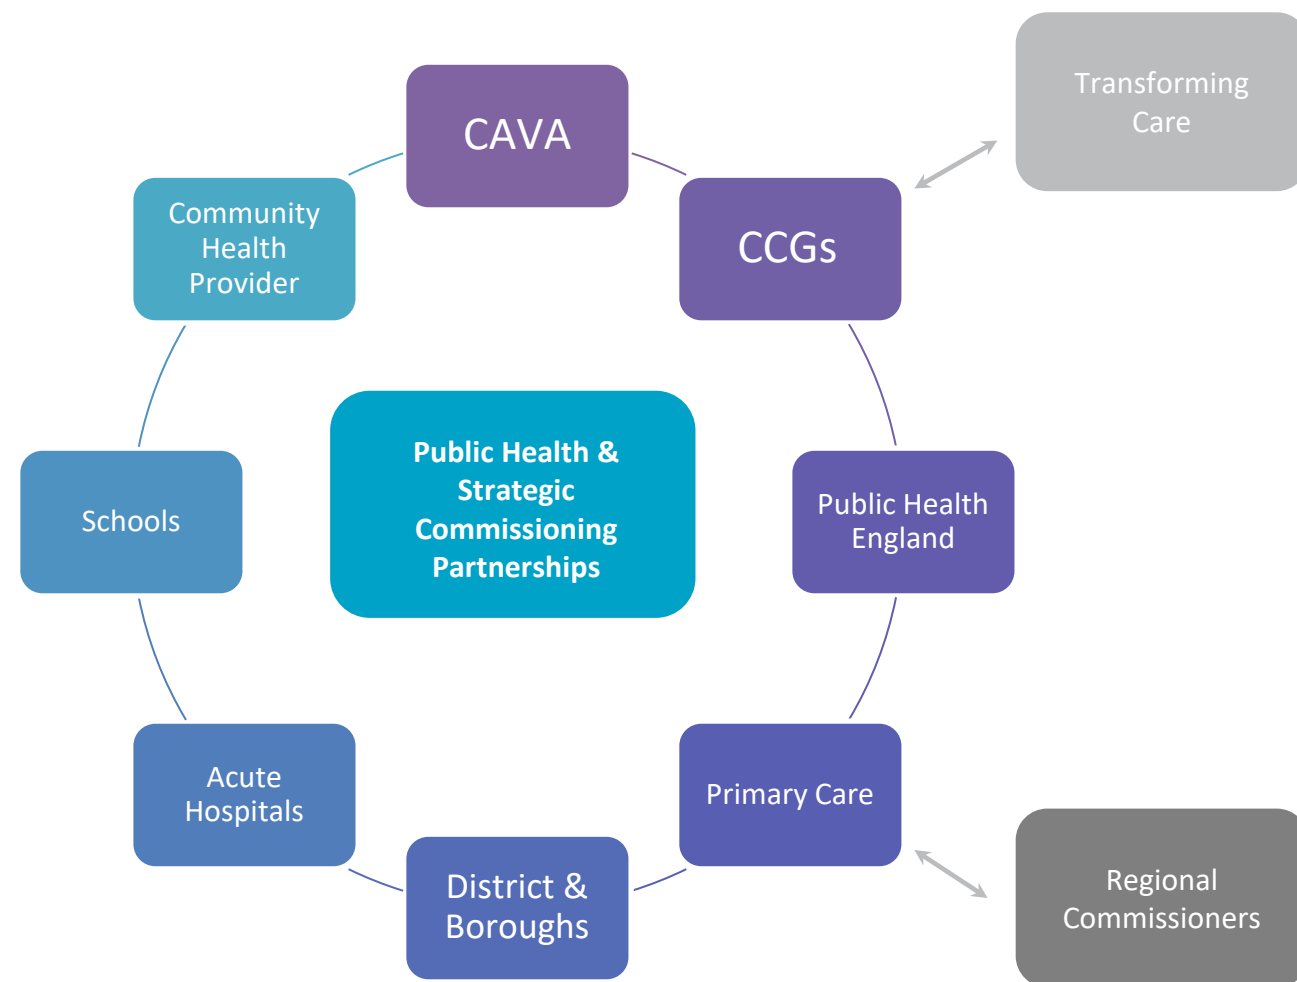 CAVA
Transforming
Care
CCGs
Community
Health
Provider
Public Health &
Strategic
Commissioning
Partnerships
Schools
Public Health
England
Acute
Hospitals
Primary Care
District &
Boroughs
Regional
Commissioners